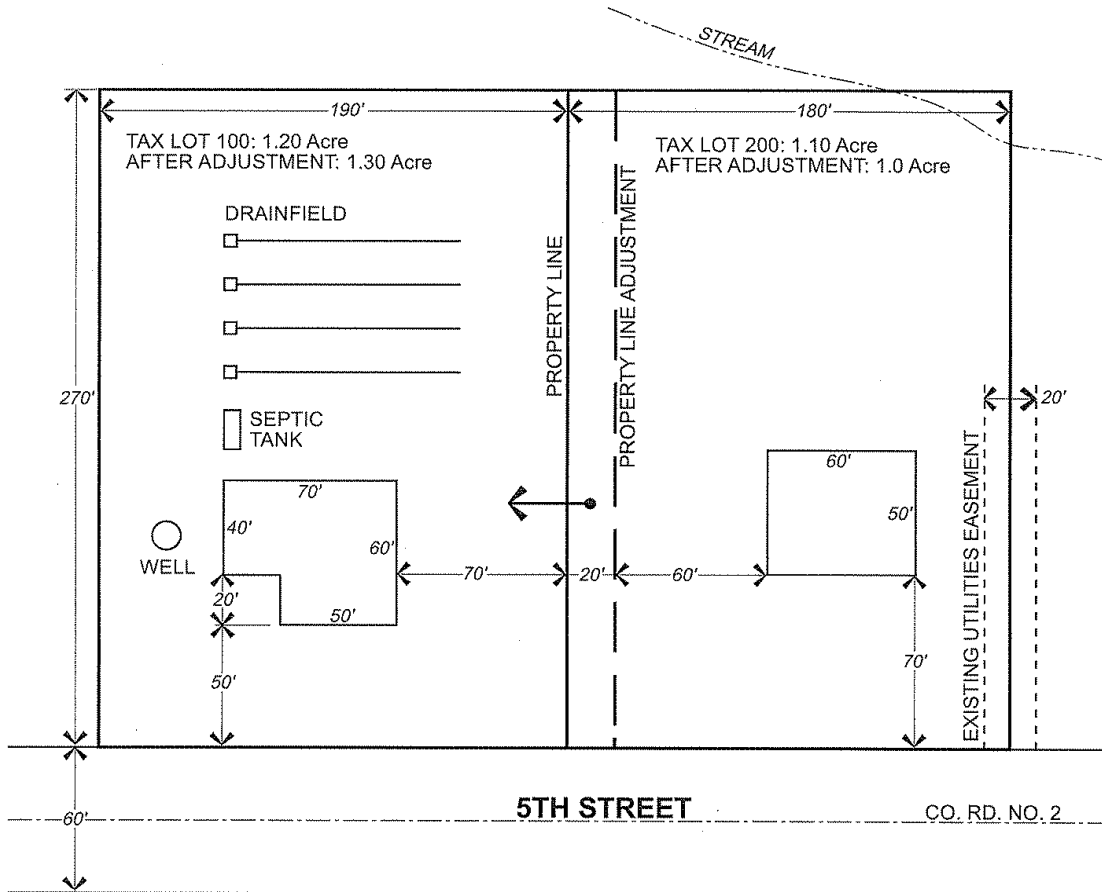 STREAM
190'
180'
TAX LOT 100: 1.20 Acre
AFTER ADJUSTMENT: 1.30 Acre
TAX LOT 200: 1.10 Acre
AFTER ADJUSTMENT: 1.0 Acre
DRAINFIELD
PROPERTY LINE
PROPERTY LINE ADJUSTMENT
270'
20'
SEPTIC
TANK
EXISTING UTILITIES EASEMENT
70'
60'
40'
60'
50'
WELL
70'
20'
60'
20'
50'
50'
70'
5TH STREET
CO. RD. NO. 2
60'